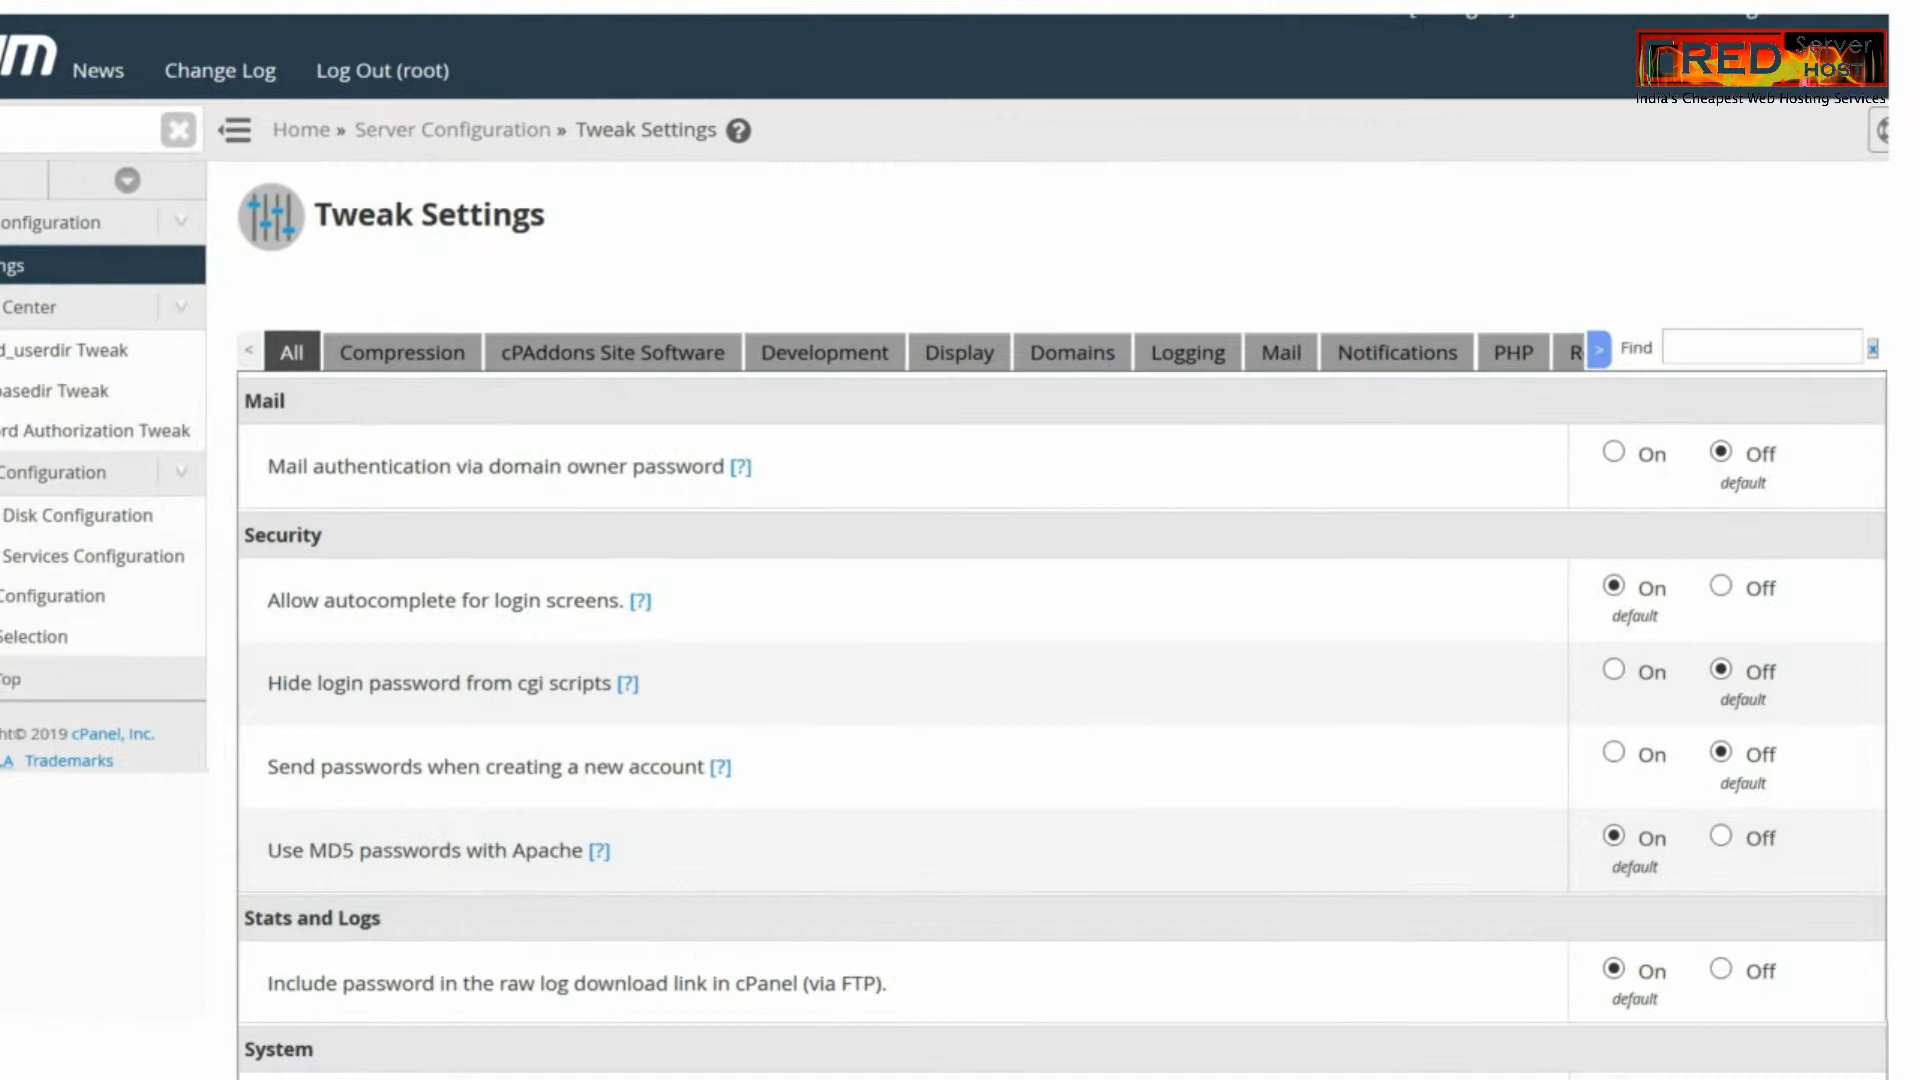 News
Change Log
Log Out (root)
RED Server
HOST
India's Cheapest Web Hosting Services
Home » Server Configuration » Tweak Settings
Tweak Settings
onfiguration
ngs
Center
d_userdir Tweak
asedir Tweak
rd Authorization Tweak
Configuration
Disk Configuration
Services Configuration
Configuration
Selection
Top
ht© 2019 cPanel, Inc.
LA Trademarks
< All Compression cPAddons Site Software Development Display Domains Logging Mail Notifications PHP R > Find
Mail
Mail authentication via domain owner password [?]
On Off
default
Security
Allow autocomplete for login screens. [?]
On Off
default
Hide login password from cgi scripts [?]
On Off
default
Send passwords when creating a new account [?]
On Off
default
Use MD5 passwords with Apache [?]
On Off
default
Stats and Logs
Include password in the raw log download link in cPanel (via FTP).
On Off
default
System